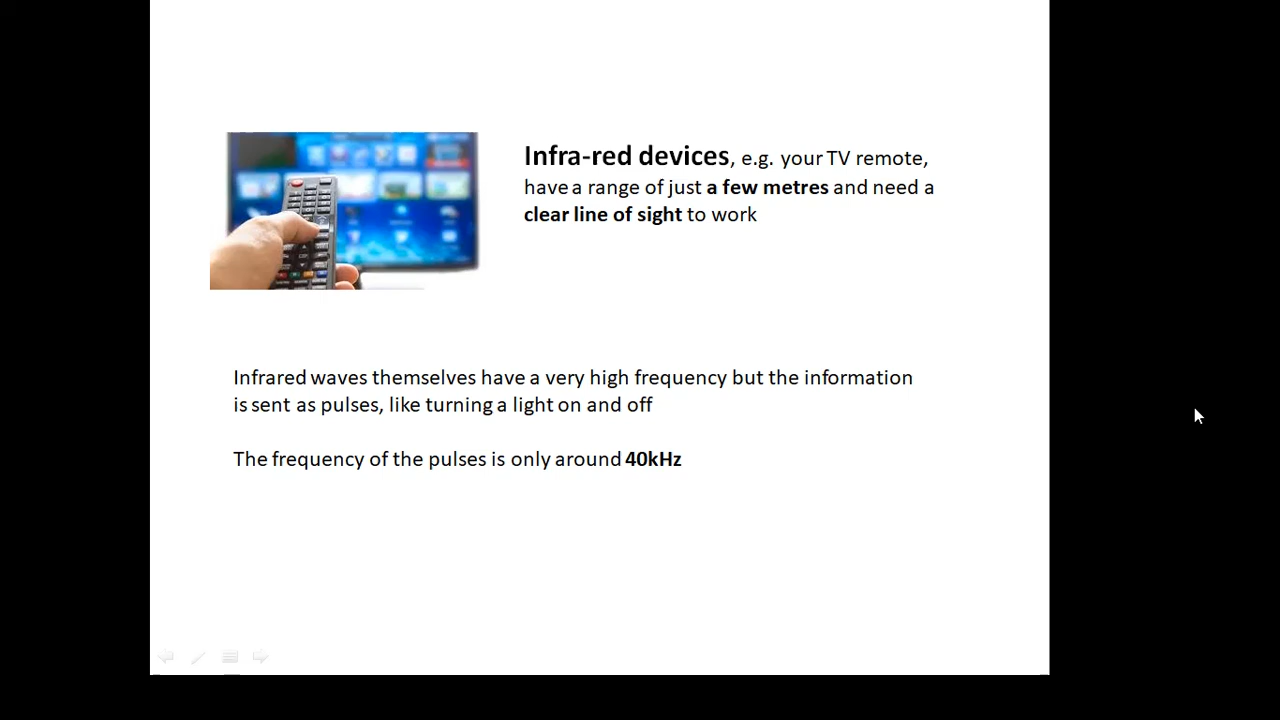 Infra-red devices, e.g. your TV remote,
have a range of just a few metres and need a
clear line of sight to work
Infrared waves themselves have a very high frequency but the information
is sent as pulses, like turning a light on and off
The frequency of the pulses is only around 40kHz